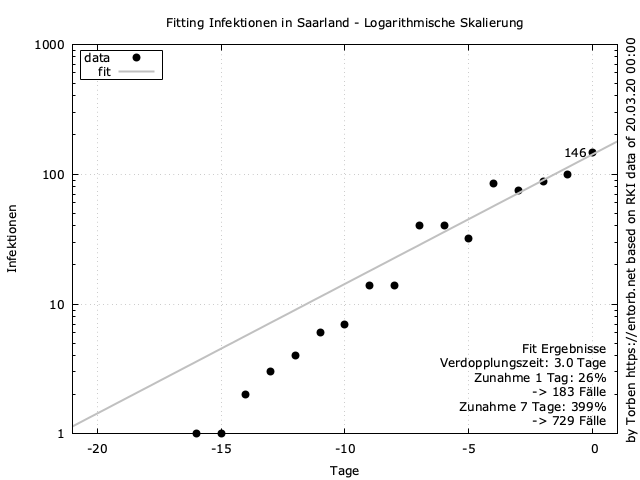 Fitting Infektionen in Saarland - Logarithmische Skalierung
1000
100
10
1
-20
-15
-10
-5
0
Infektionen
Tage
data
fit
146
Fit Ergebnisse
Verdopplungszeit: 3.0 Tage
Zunahme 1 Tag: 26%
-> 183 Fälle
Zunahme 7 Tage: 399%
-> 729 Fälle
by Torben https://entorb.net based on RKI data of 20.03.20 00:00